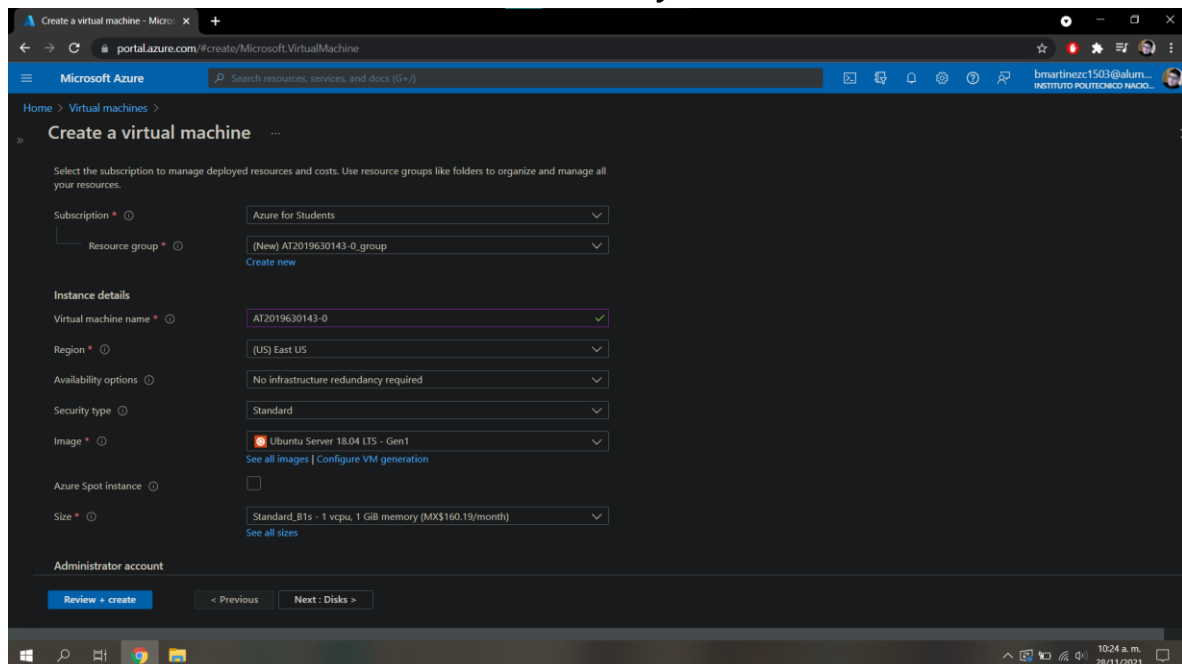 Create a virtual machine - Micros
portal.azure.com/#create/Microsoft.VirtualMachine
Microsoft Azure
Search resources, services, and docs (G+/)
bmartinezc1503@alum...
INSTITUTO POLITECNICO NACIO...
Home > Virtual machines >
Create a virtual machine ...
Select the subscription to manage deployed resources and costs. Use resource groups like folders to organize and manage all
your resources.
Subscription * Azure for Students
Resource group * (New) AT2019630143-0_group
Create new
Instance details
Virtual machine name * AT2019630143-0
Region * (US) East US
Availability options No infrastructure redundancy required
Security type Standard
Image * Ubuntu Server 18.04 LTS - Gen1
See all images | Configure VM generation
Azure Spot instance
Size * Standard_B1s - 1 vcpu, 1 GiB memory (MX$160.19/month)
See all sizes
Administrator account
Review + create < Previous Next : Disks >
10:24 a. m.
28/11/2021